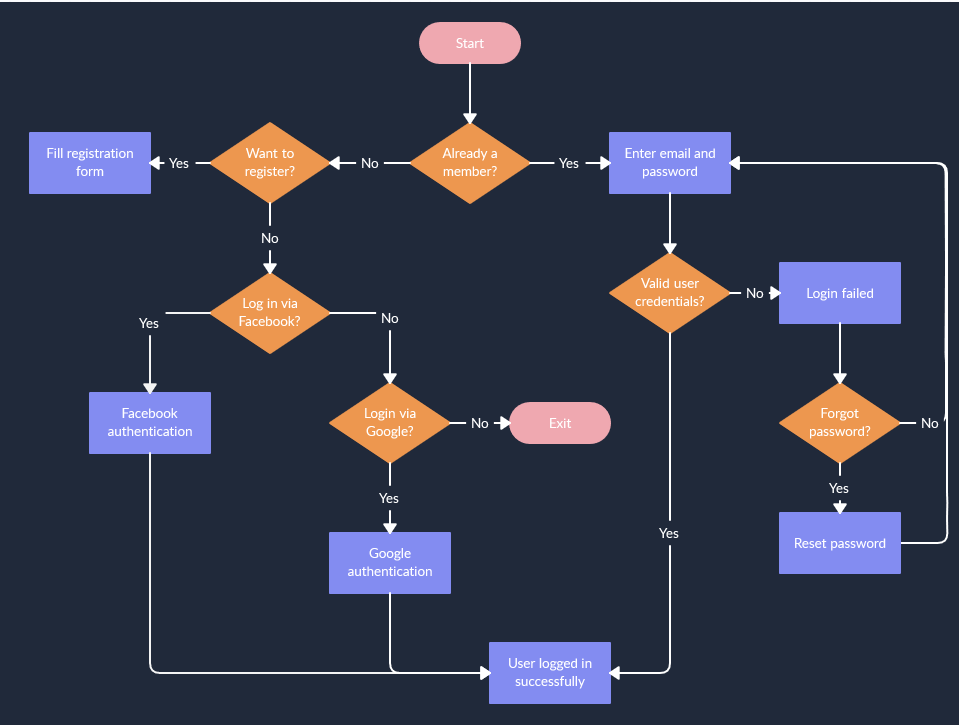 Start
Fill registration
form
Yes
Want to
register?
No
Already a
member?
Yes
Enter email and
password
No
Log in via
Facebook?
Yes
No
Valid user
credentials?
No
Login failed
Facebook
authentication
Login via
Google?
No
Exit
Forgot
password?
No
Yes
Yes
Google
authentication
Yes
Reset password
User logged in
successfully